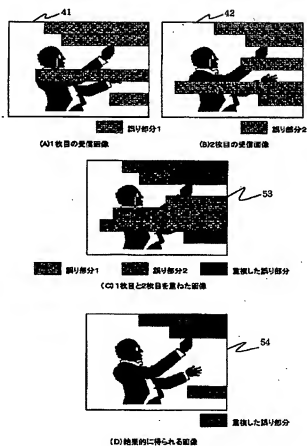 41
42
誤り部分1
誤り部分2
(A)1枚目の受信画像
(B)2枚目の受信画像
53
誤り部分1
誤り部分2
重複した誤り部分
(C)1枚目と2枚目を重ねた画像
54
重複した誤り部分
(D)結果的に得られる画像